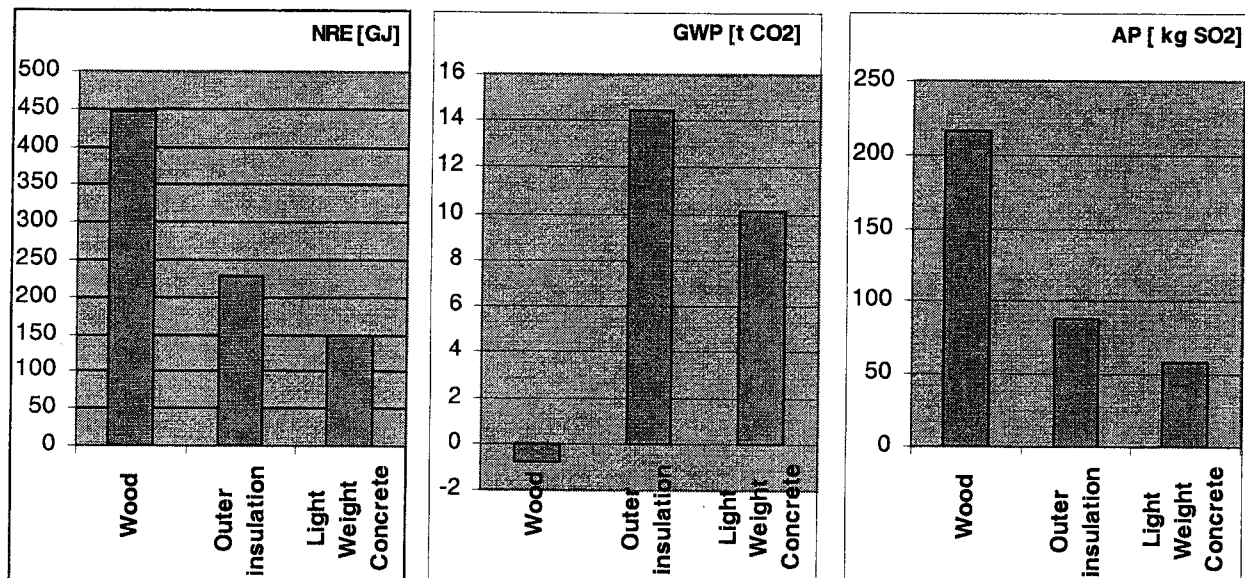 NRE [GJ]
500
450
400
350
300
250
200
150
100
50
0
Wood
Outer
insulation
Light
Weight
Concrete
GWP [t CO2]
16
14
12
10
8
6
4
2
0
-2
Wood
Outer
insulation
Light
Weight
Concrete
AP [ kg SO2]
250
200
150
100
50
0
Wood
Outer
insulation
Light
Weight
Concrete